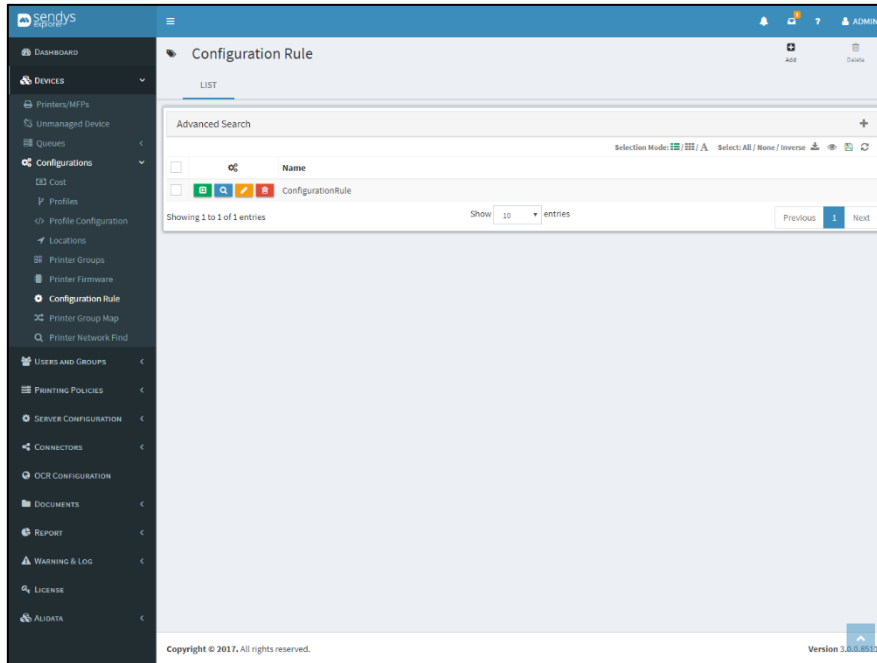 sendys
explorer
ADMIN
DASHBOARD
DEVICES
Printers/MFPs
Unmanaged Device
Queues
Configurations
Cost
Profiles
Profile Configuration
Locations
Printer Groups
Printer Firmware
Configuration Rule
Printer Group Map
Printer Network Find
USERS AND GROUPS
PRINTING POLICIES
SERVER CONFIGURATION
CONNECTORS
OCR CONFIGURATION
DOCUMENTS
REPORT
WARNING & LOG
LICENSE
ALIDATA
Configuration Rule
Add
Delete
LIST
Advanced Search
Selection Mode: / / A Select: All / None / Inverse
Name
ConfigurationRule
Showing 1 to 1 of 1 entries
Show 10 entries
Previous 1 Next
Copyright © 2017. All rights reserved.
Version